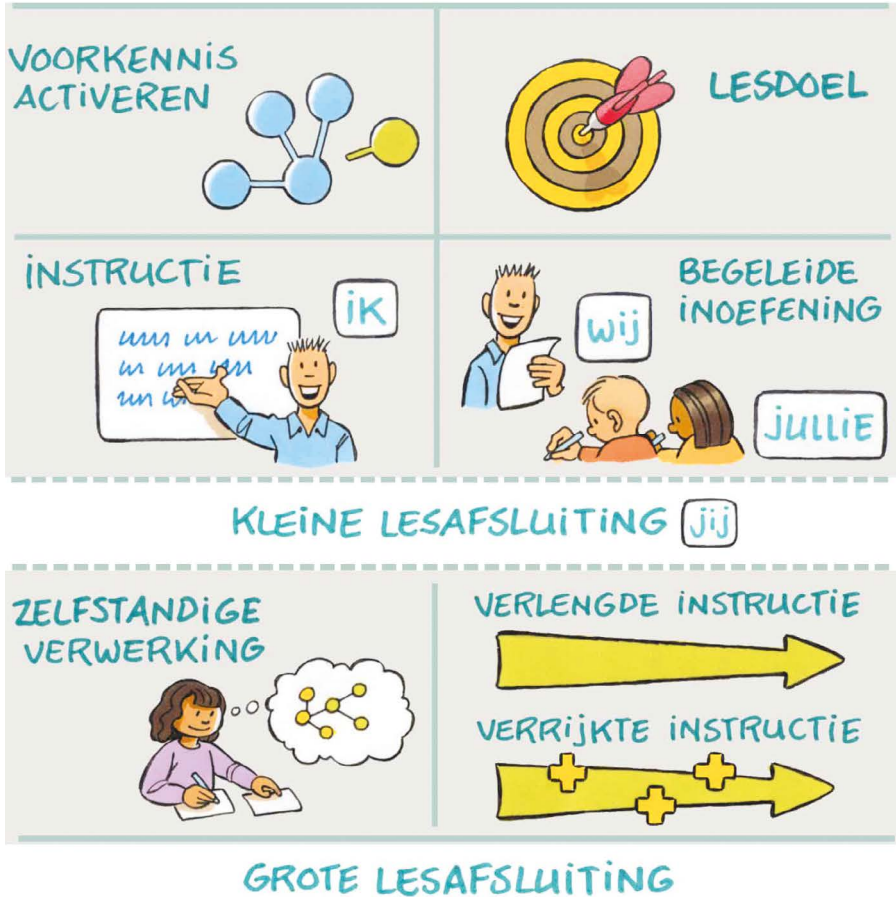 VOORKENNIS
ACTIVEREN
LESDOEL
INSTRUCTIE
iK
BEGELEIDE
INOEFENING
wij
JULLIE
KLEINE LESAFSLUITING jij
ZELFSTANDIGE
VERWERKING
VERLENGDE INSTRUCTIE
VERRIJKTE INSTRUCTIE
GROTE LESAFSLUITING